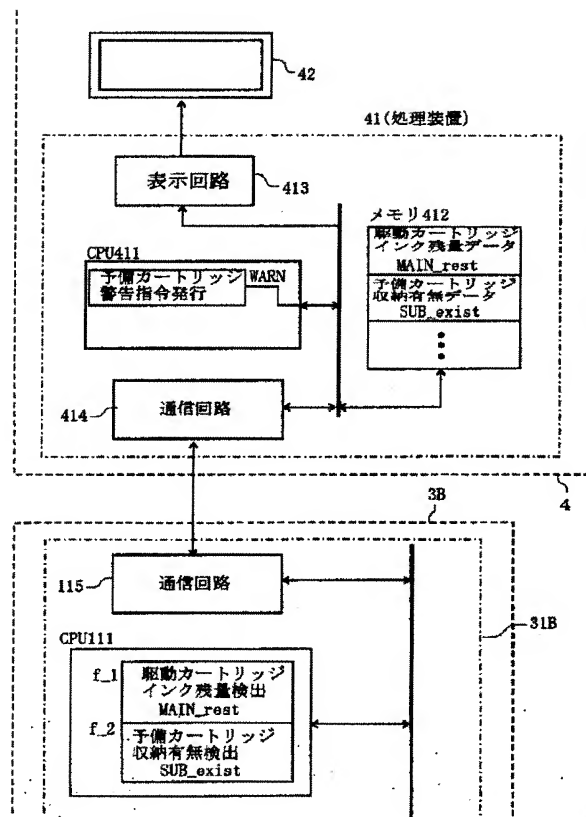 42
41(処理装置)
表示回路
413
メモリ412
駆動カートリッジ
インク残量データ
MAIN_rest
予備カートリッジ
収納有無データ
SUB_exist
CPU411
予備カートリッジ
警告指令発行
WARN
414
通信回路
4
3B
115
通信回路
31B
CPU111
f_1
駆動カートリッジ
インク残量検出
MAIN_rest
f_2
予備カートリッジ
収納有無検出
SUB_exist